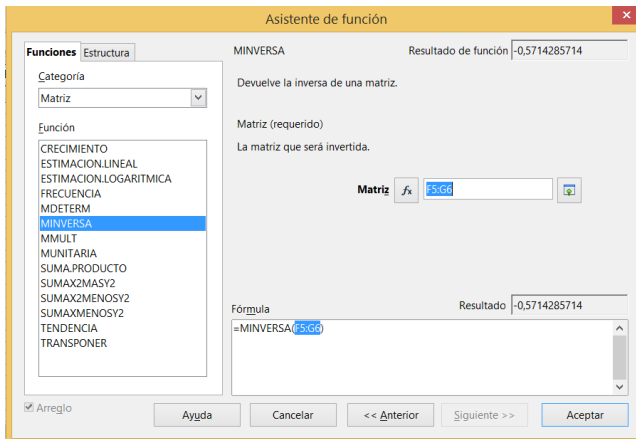 Asistente de función
x
Funciones Estructura
MINVERSA
Resultado de función -0,5714285714
Categoría
Matriz
Devuelve la inversa de una matriz.
Función
Matriz (requerido)
La matriz que será invertida.
CRECIMIENTO
ESTIMACION.LINEAL
ESTIMACION.LOGARITMICA
FRECUENCIA
MDETERM
MINVERSA
MMULT
MUNITARIA
SUMA.PRODUCTO
SUMAX2MASY2
SUMAX2MENOSY2
SUMAXMENOSY2
TENDENCIA
TRANSPONER
Matriz fx F5:G6
Fórmula
Resultado -0,5714285714
=MINVERSA(F5:G6)
Arreglo
Ayuda
Cancelar
<< Anterior
Siguiente >>
Aceptar